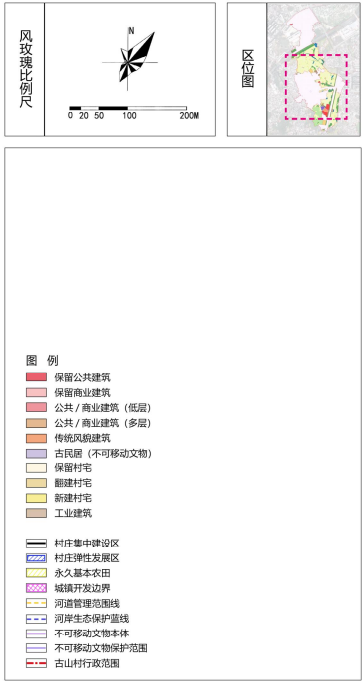 风玫瑰比例尺
N
0 20 50 100 200M
区位图
图 例
保留公共建筑
保留商业建筑
公共 / 商业建筑（低层）
公共 / 商业建筑（多层）
传统风貌建筑
古民居（不可移动文物）
保留村宅
翻建村宅
新建村宅
工业建筑
村庄集中建设区
村庄弹性发展区
永久基本农田
城镇开发边界
河道管理范围线
河岸生态保护蓝线
不可移动文物本体
不可移动文物保护范围
古山村行政范围